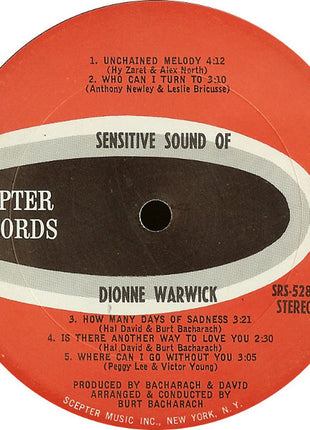 1. UNCHAINED MELODY 4:12
(Hy Zaret & Alex North)
2. WHO CAN I TURN TO 3:10
(Anthony Newley & Leslie Bricusse)
SENSITIVE SOUND OF
PTER
ORDS
DIONNE WARWICK
SRS-528
STEREO
3. HOW MANY DAYS OF SADNESS 3:21
(Hal David & Burt Bacharach)
4. IS THERE ANOTHER WAY TO LOVE YOU 2:30
(Hal David & Burt Bacharach)
5. WHERE CAN I GO WITHOUT YOU 3:05
(Peggy Lee & Victor Young)
PRODUCED BY BACHARACH & DAVID
ARRANGED & CONDUCTED BY
BURT BACHARACH
SCEPTER MUSIC INC., NEW YORK, N.Y.